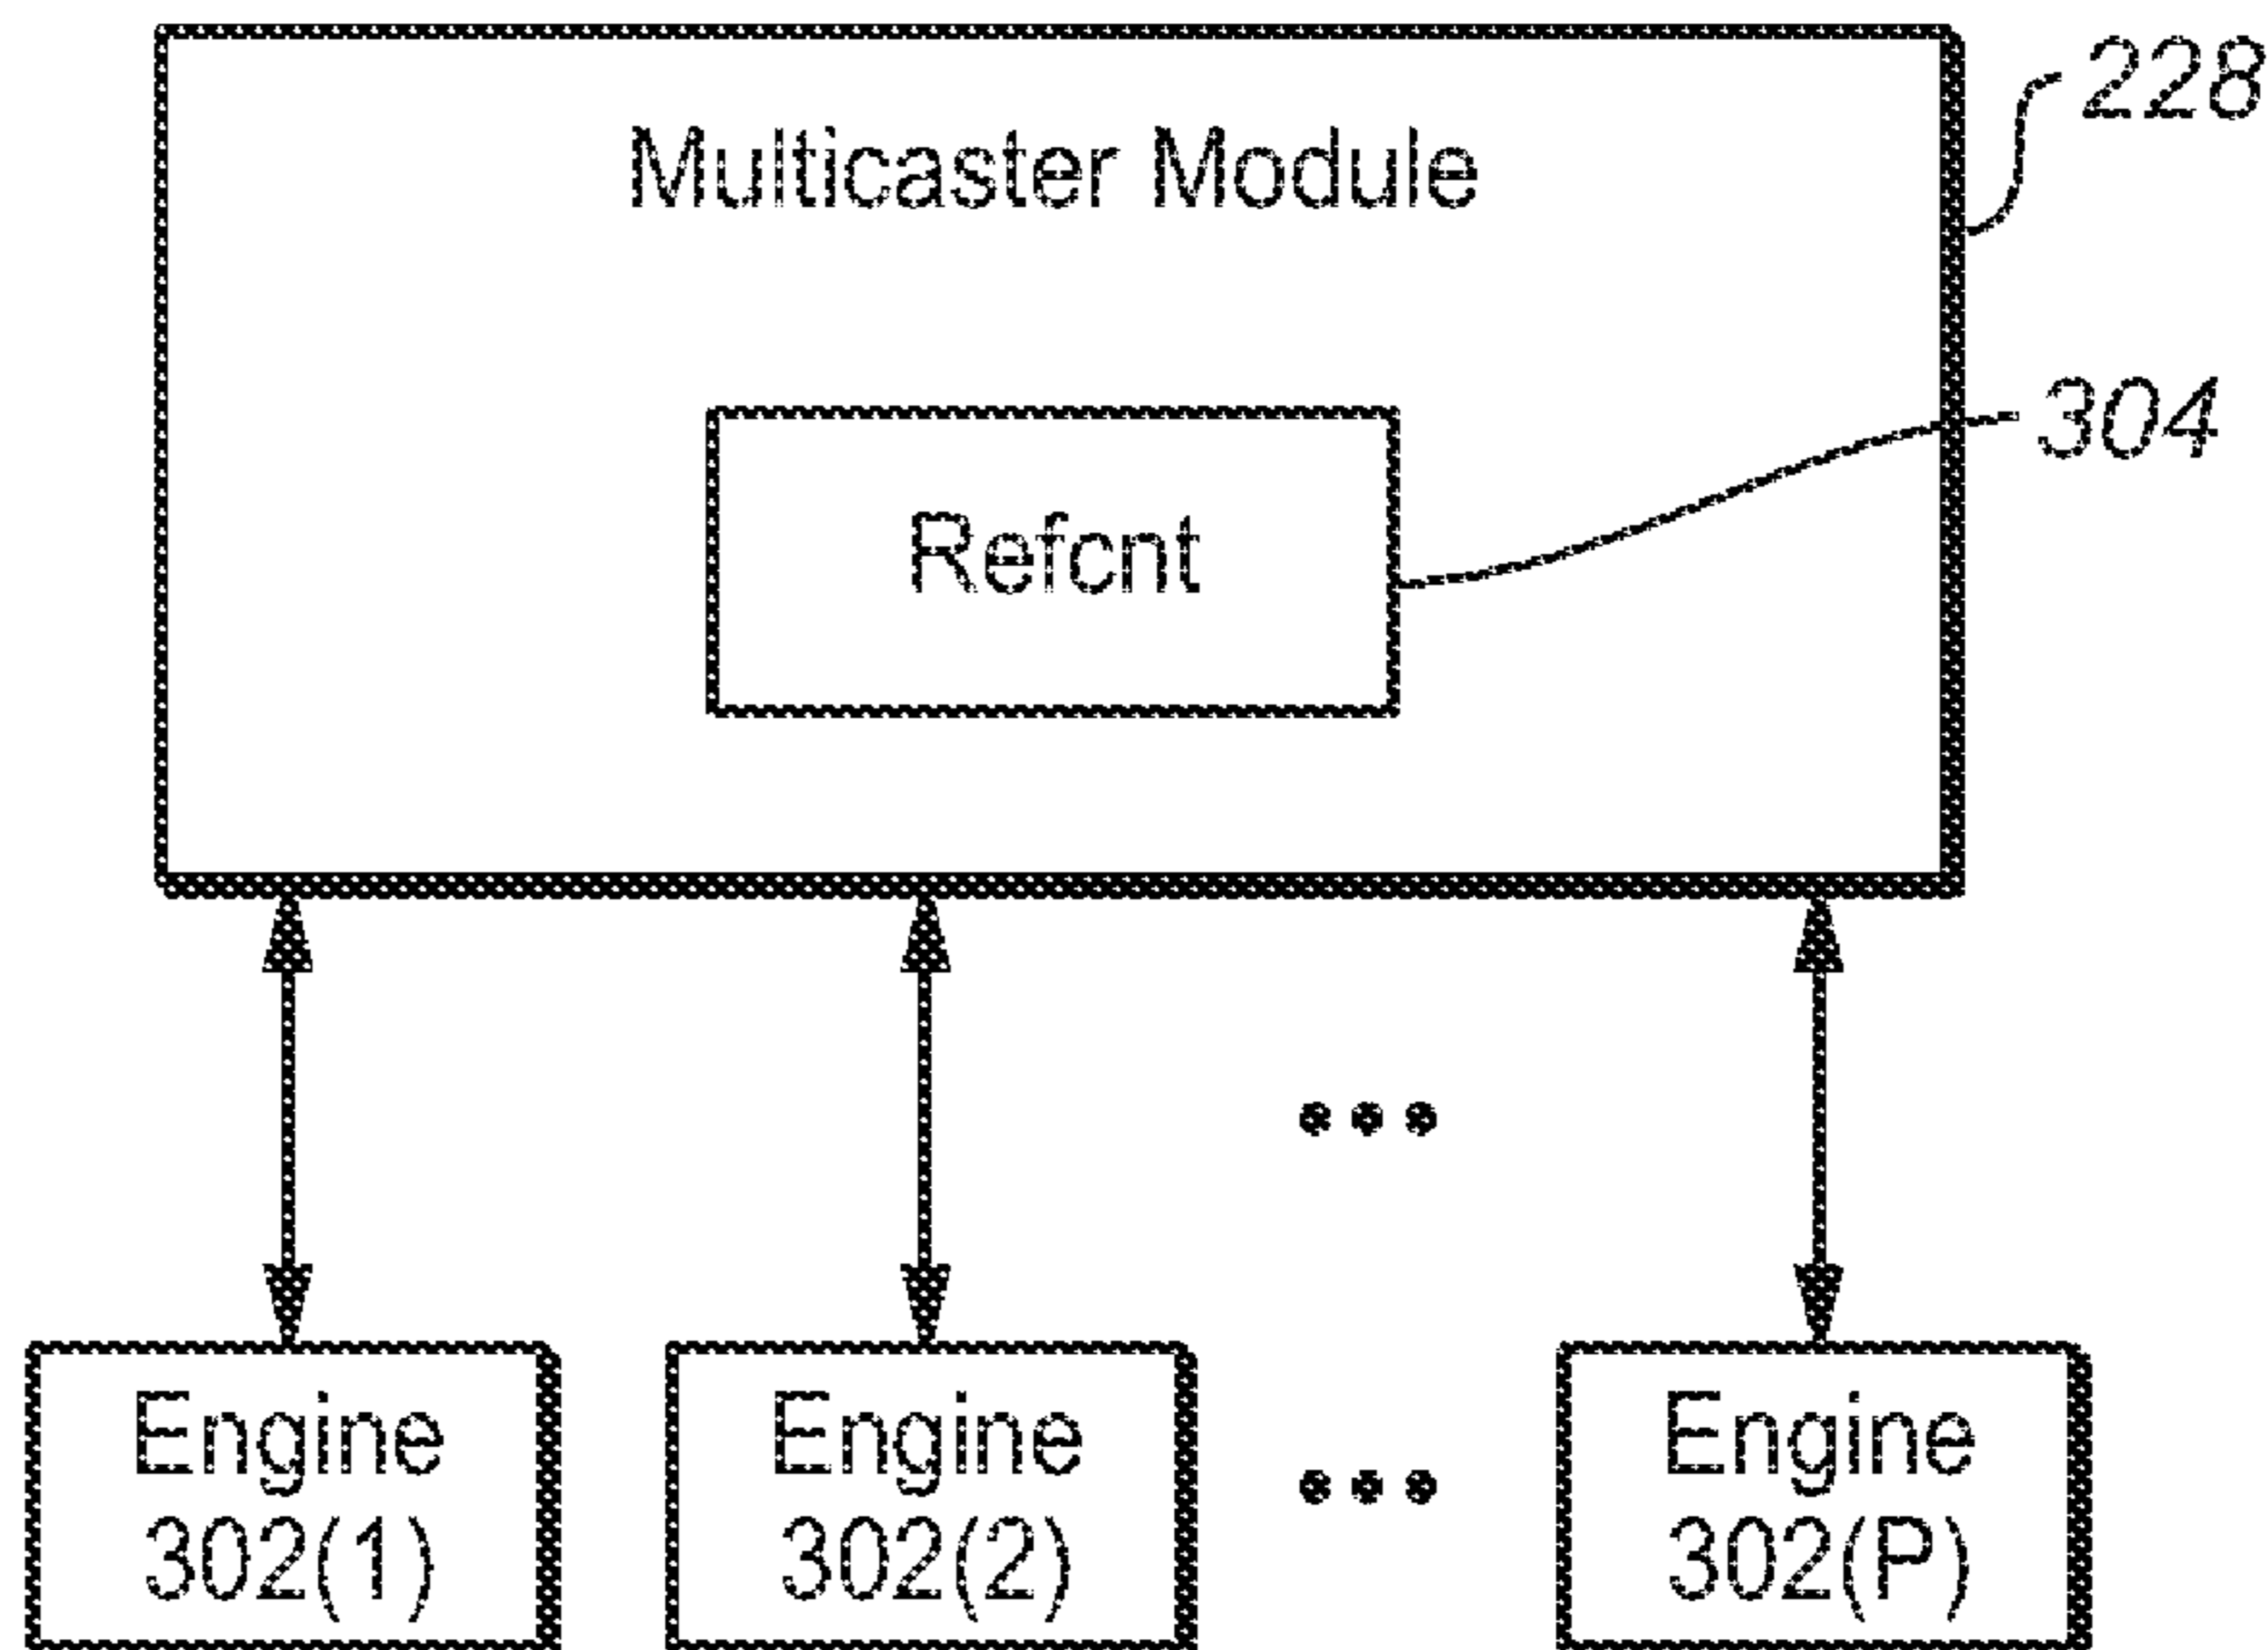 228
Multicaster Module
304
Refcnt
Engine
302(1)
Engine
302(2)
Engine
302(P)